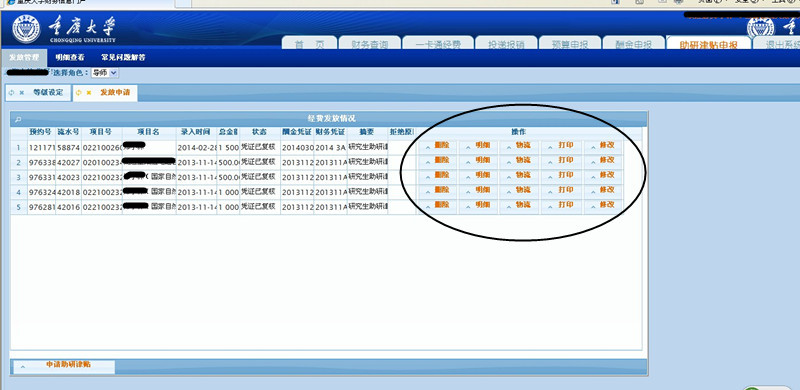 重庆大学财务信息门户
重庆大学
CHONGQING UNIVERSITY
首 页 财务查询 一卡通经费 投递报销 预算申报 酬金申报 助研津贴申报 退出系统
发放管理 明细查看 常见问题解答
选择角色：导师
等级设定 发放申请
经费发放情况
预约号 流水号 项目号 项目名 录入时间 总金额 状态 酬金凭证 财务凭证 摘要 拒绝原因 操作
1 121171 58874 02210026 2014-02-28 1 500 凭证已复核 2014030 2014 3A 研究生助研津 删除 明细 物流 打印 修改
2 976338 42027 02010023 2013-11-14 500.00 凭证已复核 2013112 201311A 研究生助研津 删除 明细 物流 打印 修改
3 976331 42023 02210023 国家自然 2013-11-14 500.00 凭证已复核 2013112 201311A 研究生助研津 删除 明细 物流 打印 修改
4 976324 42018 02210023 国家自然 2013-11-14 1 000 凭证已复核 2013112 201311A 研究生助研津 删除 明细 物流 打印 修改
5 976281 42016 02210023 国家自然 2013-11-14 1 000 凭证已复核 2013112 201311A 研究生助研津 删除 明细 物流 打印 修改
申请助研津贴